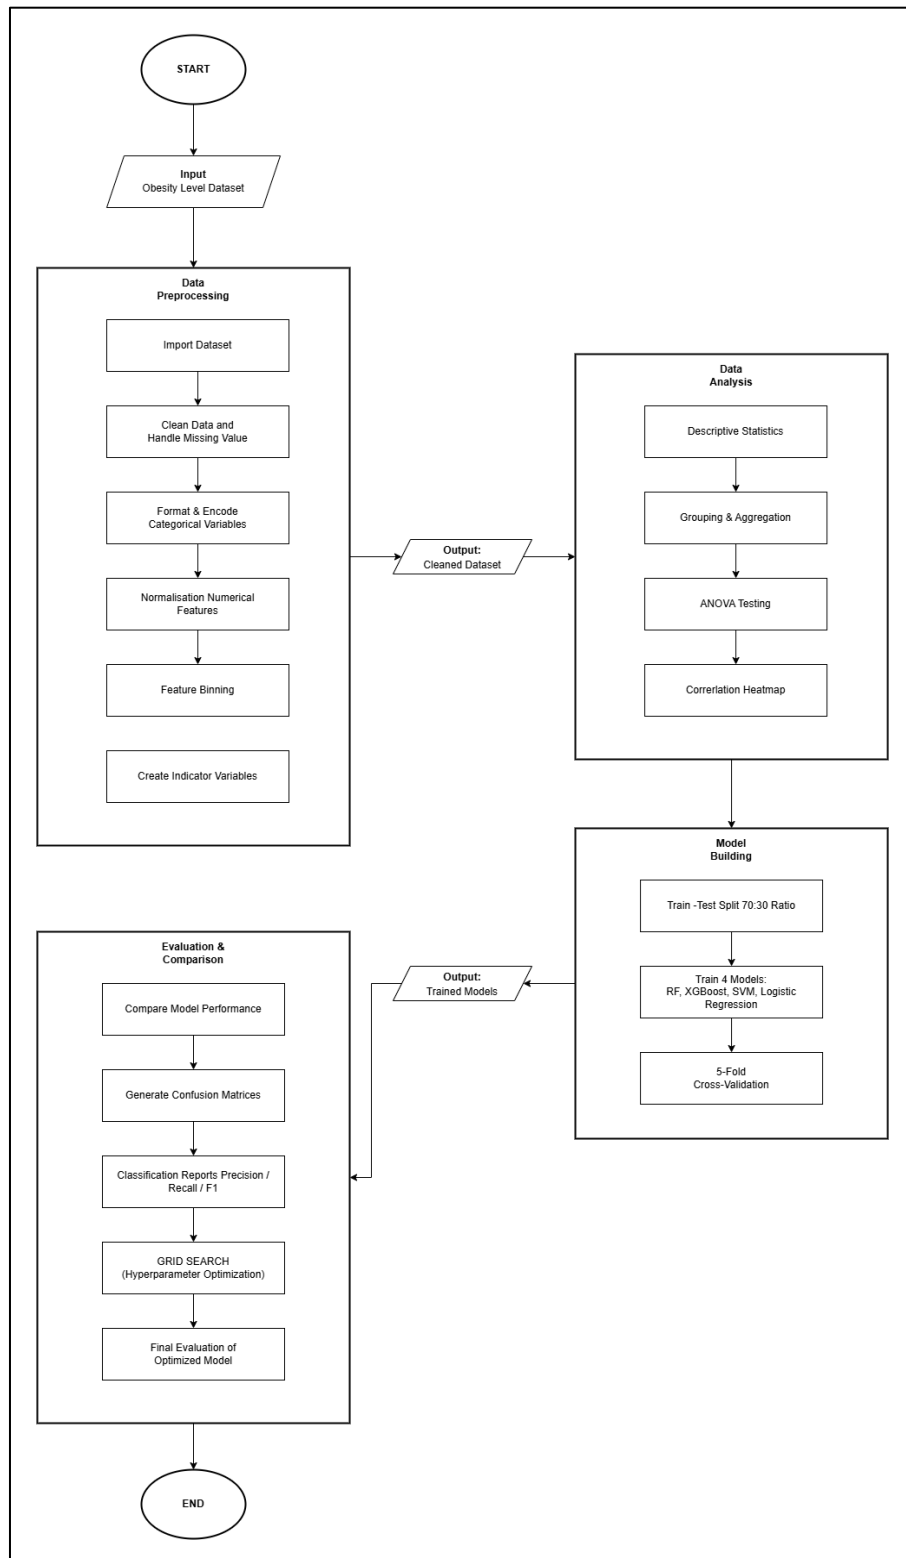 START
Input
Obesity Level Dataset
Data
Preprocessing
Import Dataset
Clean Data and
Handle Missing Value
Format & Encode
Categorical Variables
Normalisation Numerical
Features
Feature Binning
Create Indicator Variables
Output:
Cleaned Dataset
Data
Analysis
Descriptive Statistics
Grouping & Aggregation
ANOVA Testing
Correrlation Heatmap
Model
Building
Train -Test Split 70:30 Ratio
Train 4 Models:
RF, XGBoost, SVM, Logistic
Regression
5-Fold
Cross-Validation
Output:
Trained Models
Evaluation &
Comparison
Compare Model Performance
Generate Confusion Matrices
Classification Reports Precision /
Recall / F1
GRID SEARCH
(Hyperparameter Optimization)
Final Evaluation of
Optimized Model
END